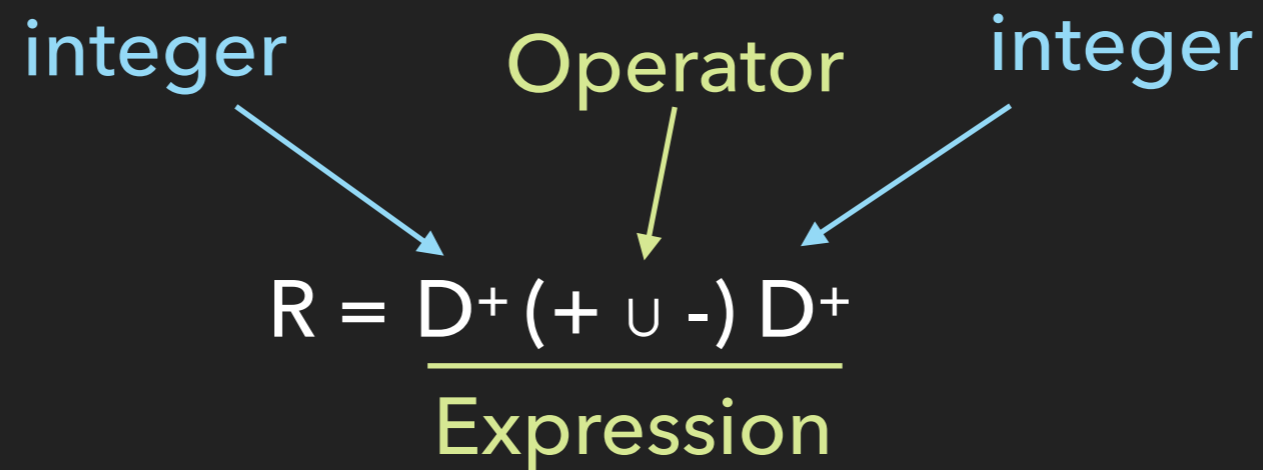 integer Operator integer
R = D⁺ (+ ∪ -) D⁺
Expression